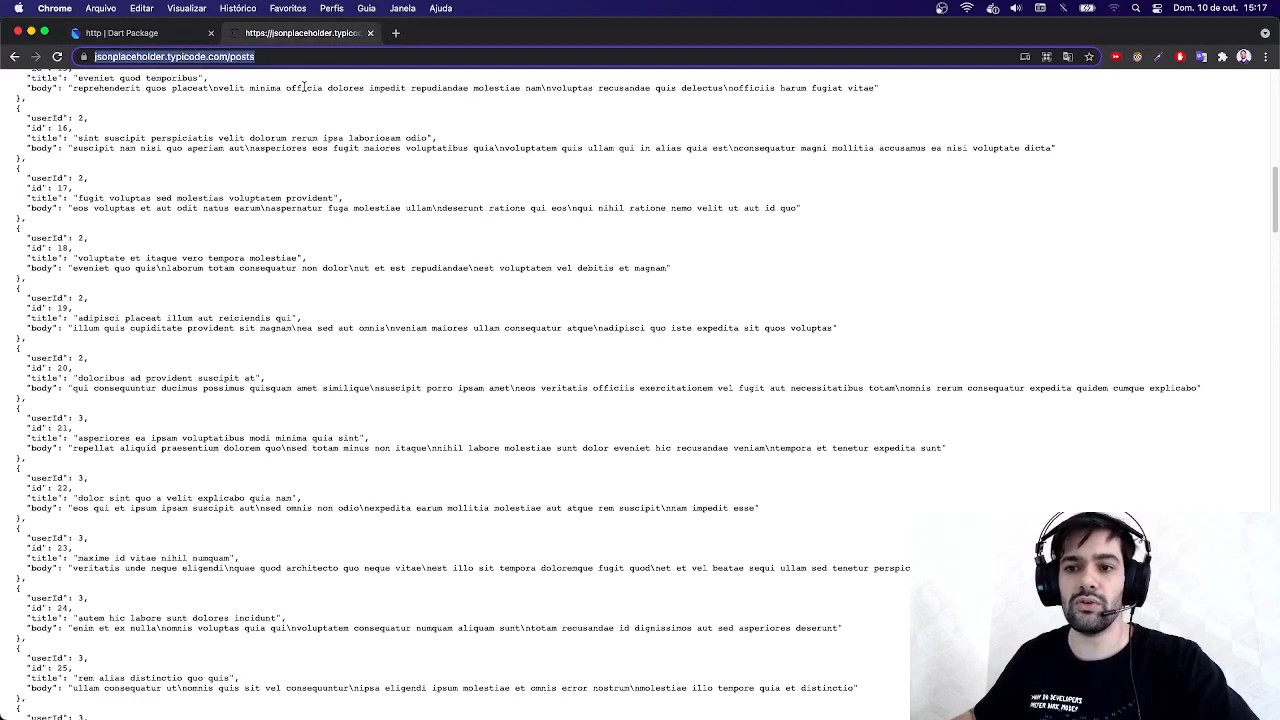 Chrome Arquivo Editar Visualizar Histórico Favoritos Perfis Guia Janela Ajuda Dom. 10 de out. 15:17
http | Dart Package https://jsonplaceholder.typico
jsonplaceholder.typicode.com/posts
"title": "eveniet quod temporibus",
"body": "reprehenderit quos placeat\nvelit minima officia dolores impedit repudiandae molestiae nam\nvoluptas recusandae quis delectus\nofficiis harum fugiat vitae"
},
{
"userId": 2,
"id": 16,
"title": "sint suscipit perspiciatis velit dolorum rerum ipsa laboriosam odio",
"body": "suscipit nam nisi quo aperiam aut\nasperiores eos fugit maiores voluptatibus quia\nvoluptatem quis ullam qui in alias quia est\nconsequatur magni mollitia accusamus ea nisi voluptate dicta"
},
{
"userId": 2,
"id": 17,
"title": "fugit voluptas sed molestias voluptatem provident",
"body": "eos voluptas et aut odit natus earum\naspernatur fuga molestiae ullam\ndeserunt ratione qui eos\nqui nihil ratione nemo velit ut aut id quo"
},
{
"userId": 2,
"id": 18,
"title": "voluptate et itaque vero tempora molestiae",
"body": "eveniet quo quis\nlaborum totam consequatur non dolor\nut et est repudiandae\nest voluptatem vel debitis et magnam"
},
{
"userId": 2,
"id": 19,
"title": "adipisci placeat illum aut reiciendis qui",
"body": "illum quis cupiditate provident sit magnam\nea sed aut omnis\nveniam maiores ullam consequatur atque\nadipisci quo iste expedita sit quos voluptas"
},
{
"userId": 2,
"id": 20,
"title": "doloribus ad provident suscipit at",
"body": "qui consequuntur ducimus possimus quisquam amet similique\nsuscipit porro ipsam amet\neos veritatis officiis exercitationem vel fugit aut necessitatibus totam\nomnis rerum consequatur expedita quidem cumque explicabo"
},
{
"userId": 3,
"id": 21,
"title": "asperiores ea ipsam voluptatibus modi minima quia sint",
"body": "repellat aliquid praesentium dolorem quo\nsed totam minus non itaque\nnihil labore molestiae sunt dolor eveniet hic recusandae veniam\ntempora et tenetur expedita sunt"
},
{
"userId": 3,
"id": 22,
"title": "dolor sint quo a velit explicabo quia nam",
"body": "eos qui et ipsum ipsam suscipit aut\nsed omnis non odio\nexpedita earum mollitia molestiae aut atque rem suscipit\nnam impedit esse"
},
{
"userId": 3,
"id": 23,
"title": "maxime id vitae nihil numquam",
"body": "veritatis unde neque eligendi\nquae quod architecto quo neque vitae\nest illo sit tempora doloremque fugit quod\net et vel beatae sequi ullam sed tenetur perspic
},
{
"userId": 3,
"id": 24,
"title": "autem hic labore sunt dolores incidunt",
"body": "enim et ex nulla\nomnis voluptas quia qui\nvoluptatem consequatur numquam aliquam sunt\ntotam recusandae id dignissimos aut sed asperiores deserunt"
},
{
"userId": 3,
"id": 25,
"title": "rem alias distinctio quo quis",
"body": "ullam consequatur ut\nomnis quis sit vel consequuntur\nipsa eligendi ipsum molestiae et omnis error nostrum\nmolestiae illo tempore quia et distinctio"
},
{
"userId": 3,
WHY DO DEVELOPERS
PREFER DARK MODE?